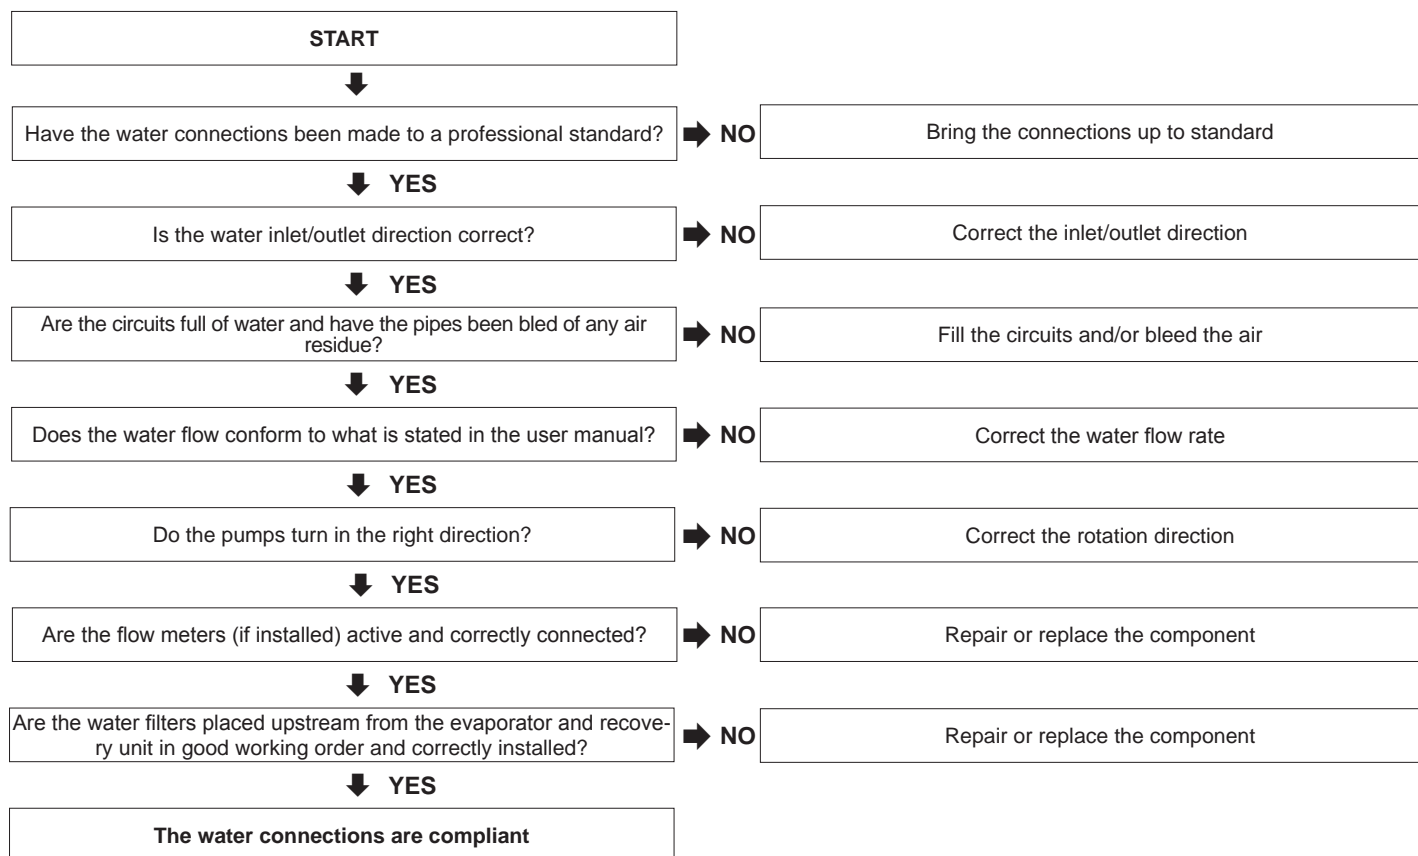 START
Have the water connections been made to a professional standard?
NO
Bring the connections up to standard
YES
Is the water inlet/outlet direction correct?
NO
Correct the inlet/outlet direction
YES
Are the circuits full of water and have the pipes been bled of any air
residue?
NO
Fill the circuits and/or bleed the air
YES
Does the water flow conform to what is stated in the user manual?
NO
Correct the water flow rate
YES
Do the pumps turn in the right direction?
NO
Correct the rotation direction
YES
Are the flow meters (if installed) active and correctly connected?
NO
Repair or replace the component
YES
Are the water filters placed upstream from the evaporator and recove-
ry unit in good working order and correctly installed?
NO
Repair or replace the component
YES
The water connections are compliant